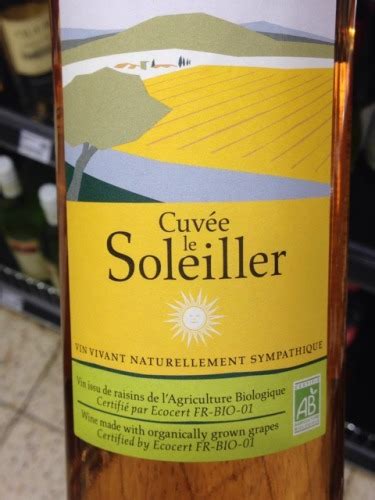 Cuvée
le
Soleiller
VIN VIVANT NATURELLEMENT SYMPATHIQUE
Vin issu de raisins de l'Agriculture Biologique
Certifié par Ecocert FR-BIO-01
Wine made with organically grown grapes
Certified by Ecocert FR-BIO-01
AB